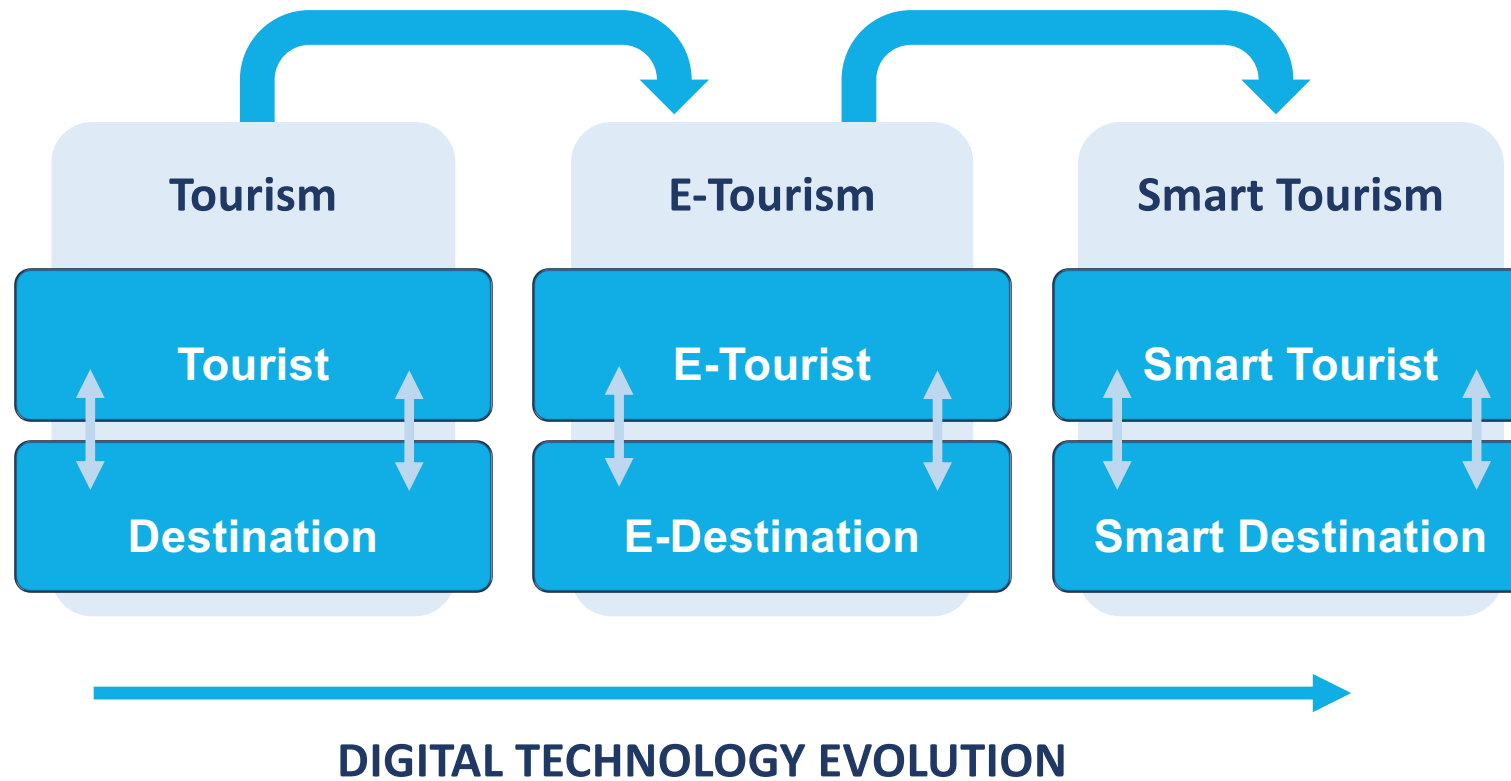 Tourism
Tourist
Destination
E-Tourism
E-Tourist
E-Destination
Smart Tourism
Smart Tourist
Smart Destination
DIGITAL TECHNOLOGY EVOLUTION